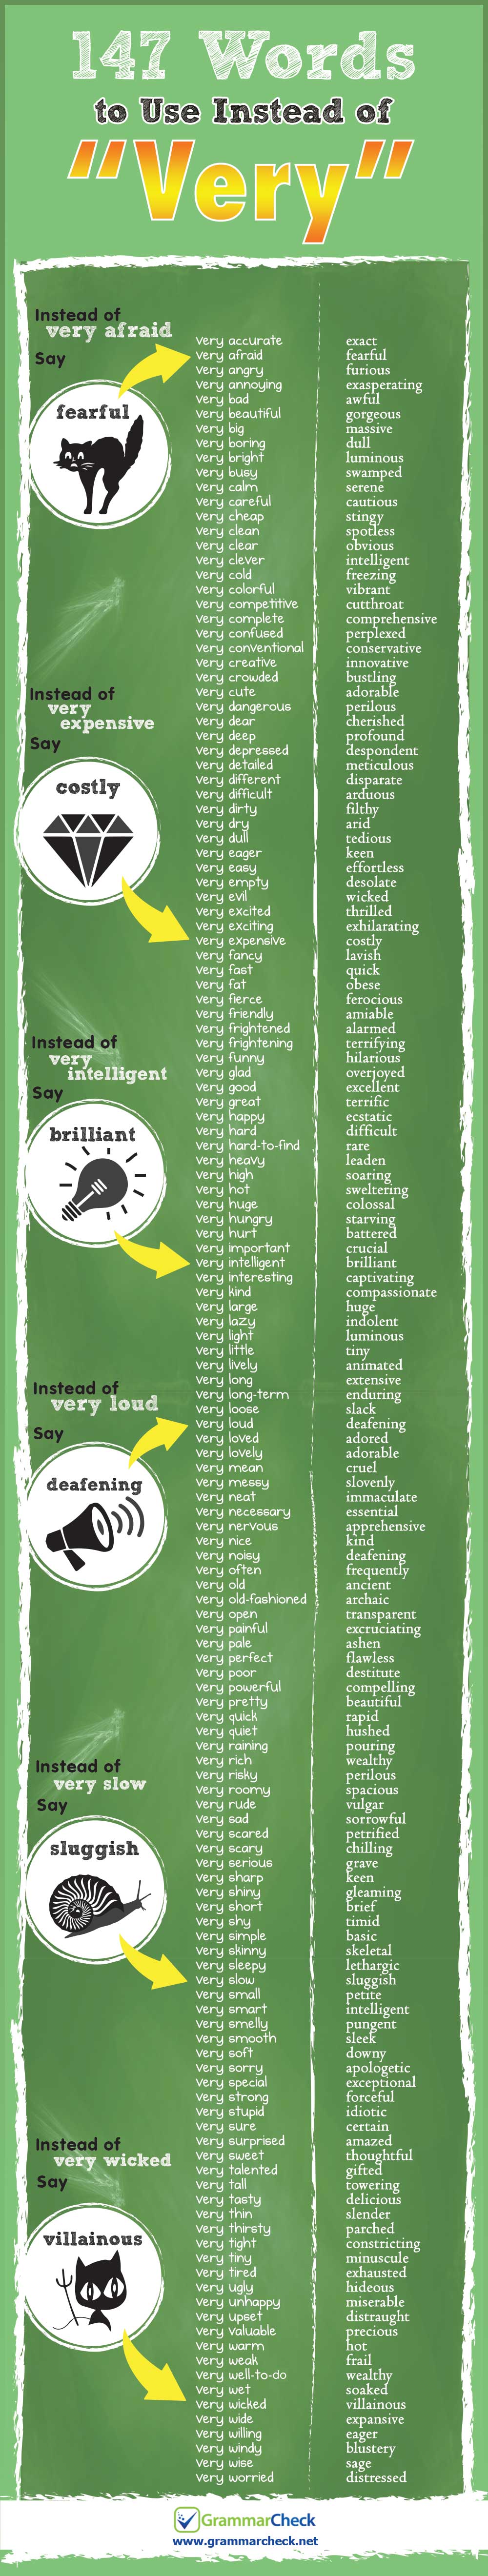 147 Words
to Use Instead of
"Very"
Instead of
very afraid
Say
fearful
Instead of
very
expensive
Say
costly
Instead of
very
intelligent
Say
brilliant
Instead of
very loud
Say
deafening
Instead of
very slow
Say
sluggish
Instead of
very wicked
Say
villainous
very accurate exact
very afraid fearful
very angry furious
very annoying exasperating
very bad awful
very beautiful gorgeous
very big massive
very boring dull
very bright luminous
very busy swamped
very calm serene
very careful cautious
very cheap stingy
very clean spotless
very clear obvious
very clever intelligent
very cold freezing
very colorful vibrant
very competitive cutthroat
very complete comprehensive
very confused perplexed
very conventional conservative
very creative innovative
very crowded bustling
very cute adorable
very dangerous perilous
very dear cherished
very deep profound
very depressed despondent
very detailed meticulous
very different disparate
very difficult arduous
very dirty filthy
very dry arid
very dull tedious
very eager keen
very easy effortless
very empty desolate
very evil wicked
very excited thrilled
very exciting exhilarating
very expensive costly
very fancy lavish
very fast quick
very fat obese
very fierce ferocious
very friendly amiable
very frightened alarmed
very frightening terrifying
very funny hilarious
very glad overjoyed
very good excellent
very great terrific
very happy ecstatic
very hard difficult
very hard-to-find rare
very heavy leaden
very high soaring
very hot sweltering
very huge colossal
very hungry starving
very hurt battered
very important crucial
very intelligent brilliant
very interesting captivating
very kind compassionate
very large huge
very lazy indolent
very light luminous
very little tiny
very lively animated
very long extensive
very long-term enduring
very loose slack
very loud deafening
very loved adored
very lovely adorable
very mean cruel
very messy slovenly
very neat immaculate
very necessary essential
very nervous apprehensive
very nice kind
very noisy deafening
very often frequently
very old ancient
very old-fashioned archaic
very open transparent
very painful excruciating
very pale ashen
very perfect flawless
very poor destitute
very powerful compelling
very pretty beautiful
very quick rapid
very quiet hushed
very raining pouring
very rich wealthy
very risky perilous
very roomy spacious
very rude vulgar
very sad sorrowful
very scared petrified
very scary chilling
very serious grave
very sharp keen
very shiny gleaming
very short brief
very shy timid
very simple basic
very skinny skeletal
very sleepy lethargic
very slow sluggish
very small petite
very smart intelligent
very smelly pungent
very smooth sleek
very soft downy
very sorry apologetic
very special exceptional
very strong forceful
very stupid idiotic
very sure certain
very surprised amazed
very sweet thoughtful
very talented gifted
very tall towering
very tasty delicious
very thin slender
very thirsty parched
very tight constricting
very tiny minuscule
very tired exhausted
very ugly hideous
very unhappy miserable
very upset distraught
very valuable precious
very warm hot
very weak frail
very well-to-do wealthy
very wet soaked
very wicked villainous
very wide expansive
very willing eager
very windy blustery
very wise sage
very worried distressed
GrammarCheck
www.grammarcheck.net